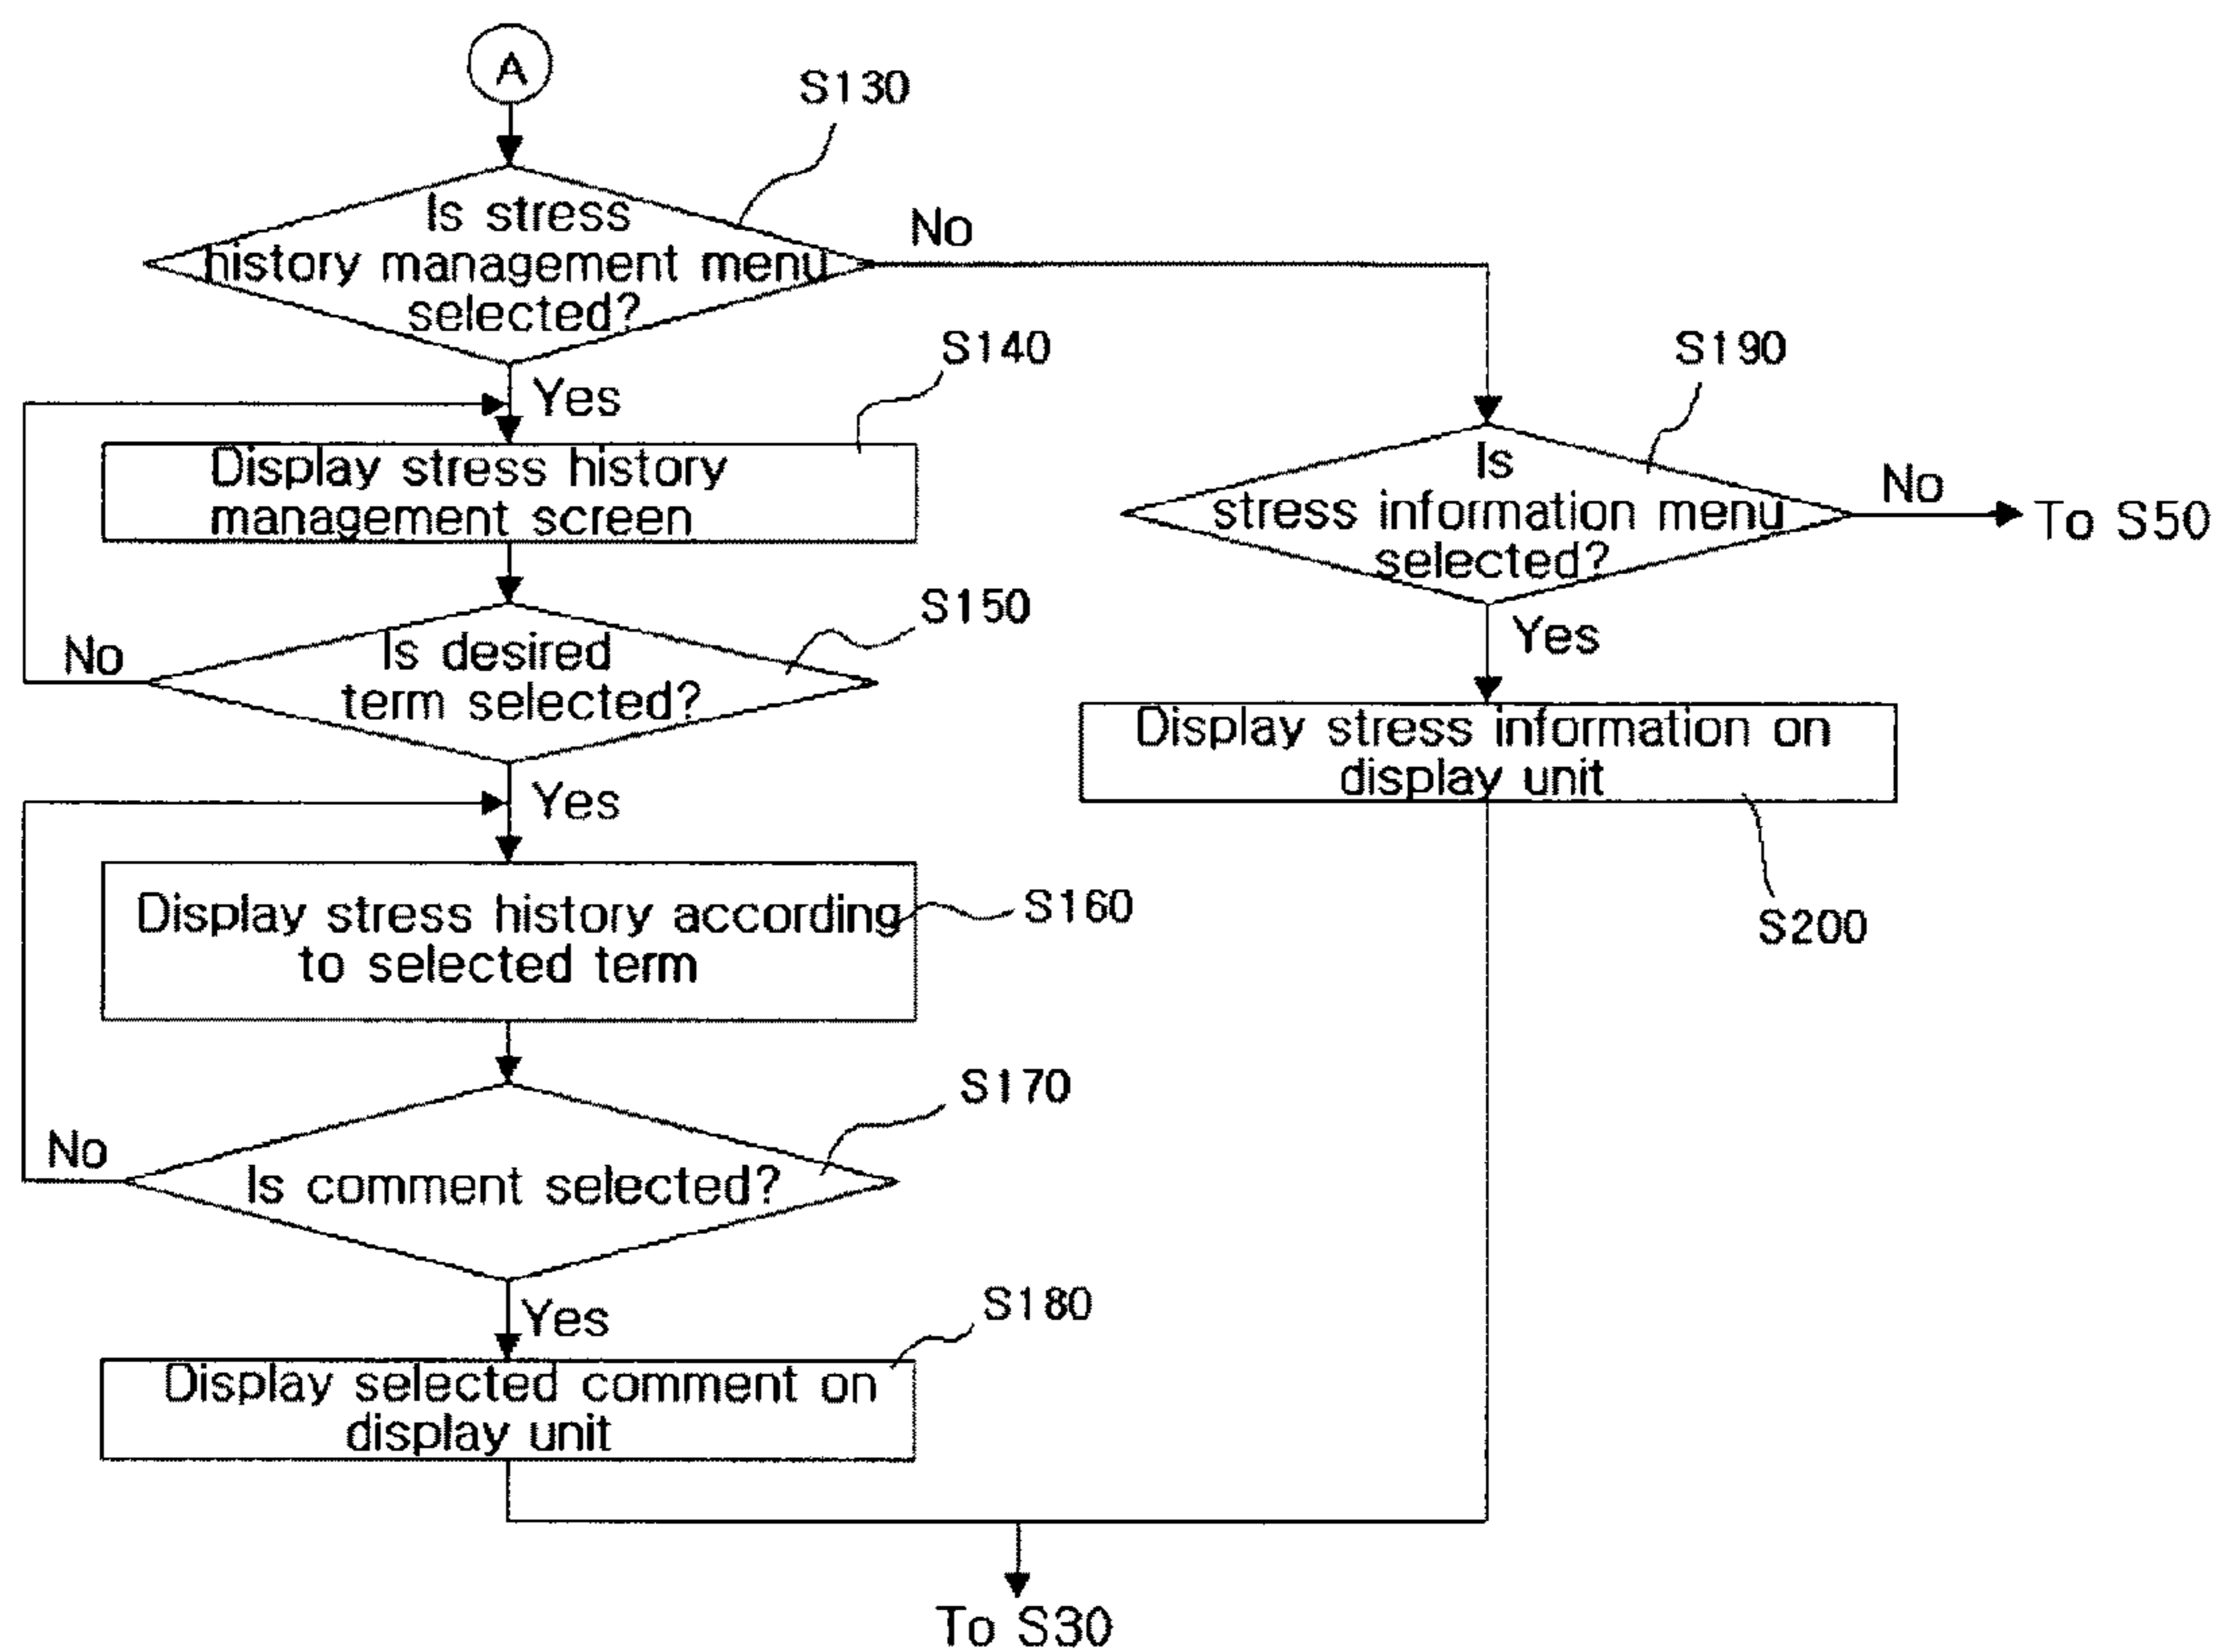 A
S130
Is stress
history management menu
selected?
No
Yes
S140
Display stress history
management screen
S190
Is
stress information menu
selected?
No
To S50
Yes
S150
Is desired
term selected?
No
Yes
Display stress information on
display unit
S200
Display stress history according
to selected term
S160
S170
Is comment selected?
No
Yes
S180
Display selected comment on
display unit
To S30